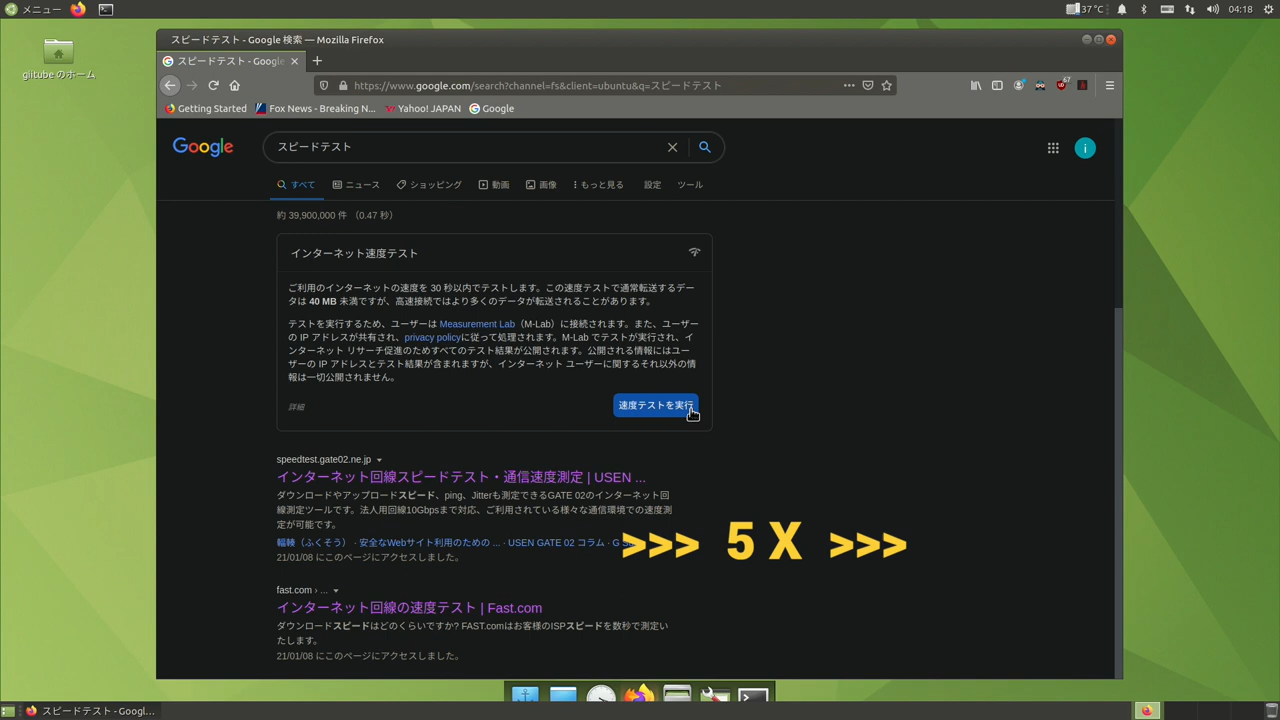 メニュー
37°C
04:18
glitube のホーム
スピードテスト - Google 検索 — Mozilla Firefox
スピードテスト - Google
https://www.google.com/search?channel=fs&client=ubuntu&q=スピードテスト
67
Getting Started
Fox News - Breaking N...
Yahoo! JAPAN
Google
Google
スピードテスト
i
すべて
ニュース
ショッピング
動画
画像
もっと見る
設定
ツール
約 39,900,000 件 （0.47 秒）
インターネット速度テスト
ご利用のインターネットの速度を 30 秒以内でテストします。この速度テストで通常転送するデー
タは 40 MB 未満ですが、高速接続ではより多くのデータが転送されることがあります。
テストを実行するため、ユーザーは Measurement Lab（M-Lab）に接続されます。また、ユーザー
の IP アドレスが共有され、privacy policyに従って処理されます。M-Lab でテストが実行され、イ
ンターネット リサーチ促進のためすべてのテスト結果が公開されます。公開される情報にはユー
ザーの IP アドレスとテスト結果が含まれますが、インターネット ユーザーに関するそれ以外の情
報は一切公開されません。
詳細
速度テストを実行
speedtest.gate02.ne.jp
インターネット回線スピードテスト・通信速度測定 | USEN ...
ダウンロードやアップロードスピード、ping、Jitterも測定できるGATE 02のインターネット回
線測定ツールです。法人用回線10Gbpsまで対応、ご利用されている様々な通信環境での速度測
定が可能です。
輻輳（ふくそう） · 安全なWebサイト利用のための ... · USEN GATE 02 コラム ·
21/01/08 にこのページにアクセスしました。
>>> 5 X >>>
fast.com › ...
インターネット回線の速度テスト | Fast.com
ダウンロードスピードはどのくらいですか? FAST.comはお客様のISPスピードを数秒で測定い
たします。
21/01/08 にこのページにアクセスしました。
スピードテスト - Googl...